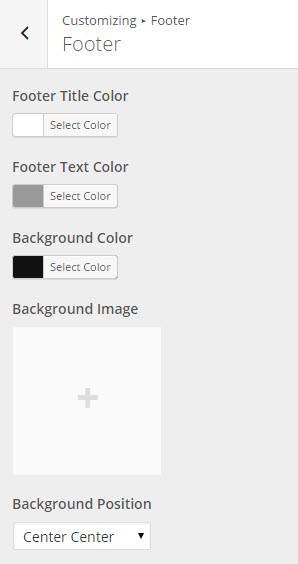 Customizing ▸ Footer
Footer
Footer Title Color
Select Color
Footer Text Color
Select Color
Background Color
Select Color
Background Image
Background Position
Center Center